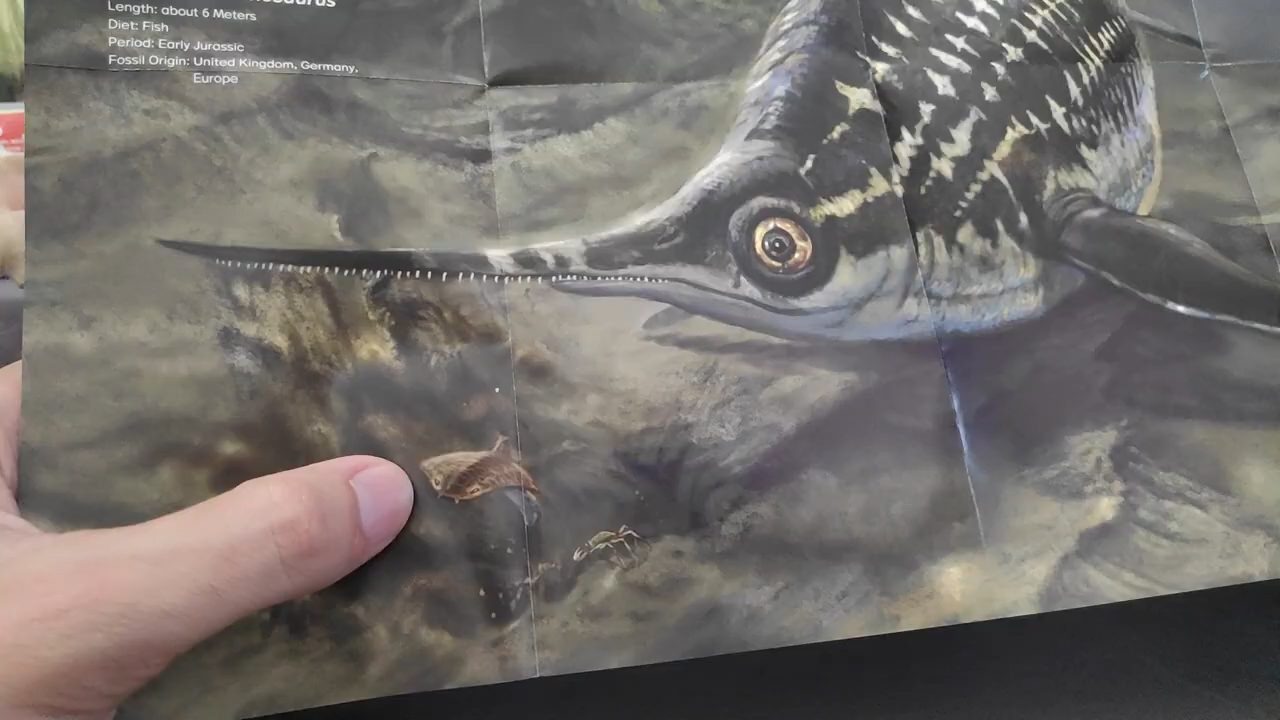 Length: about 6 Meters
Diet: Fish
Period: Early Jurassic
Fossil Origin: United Kingdom, Germany,
Europe